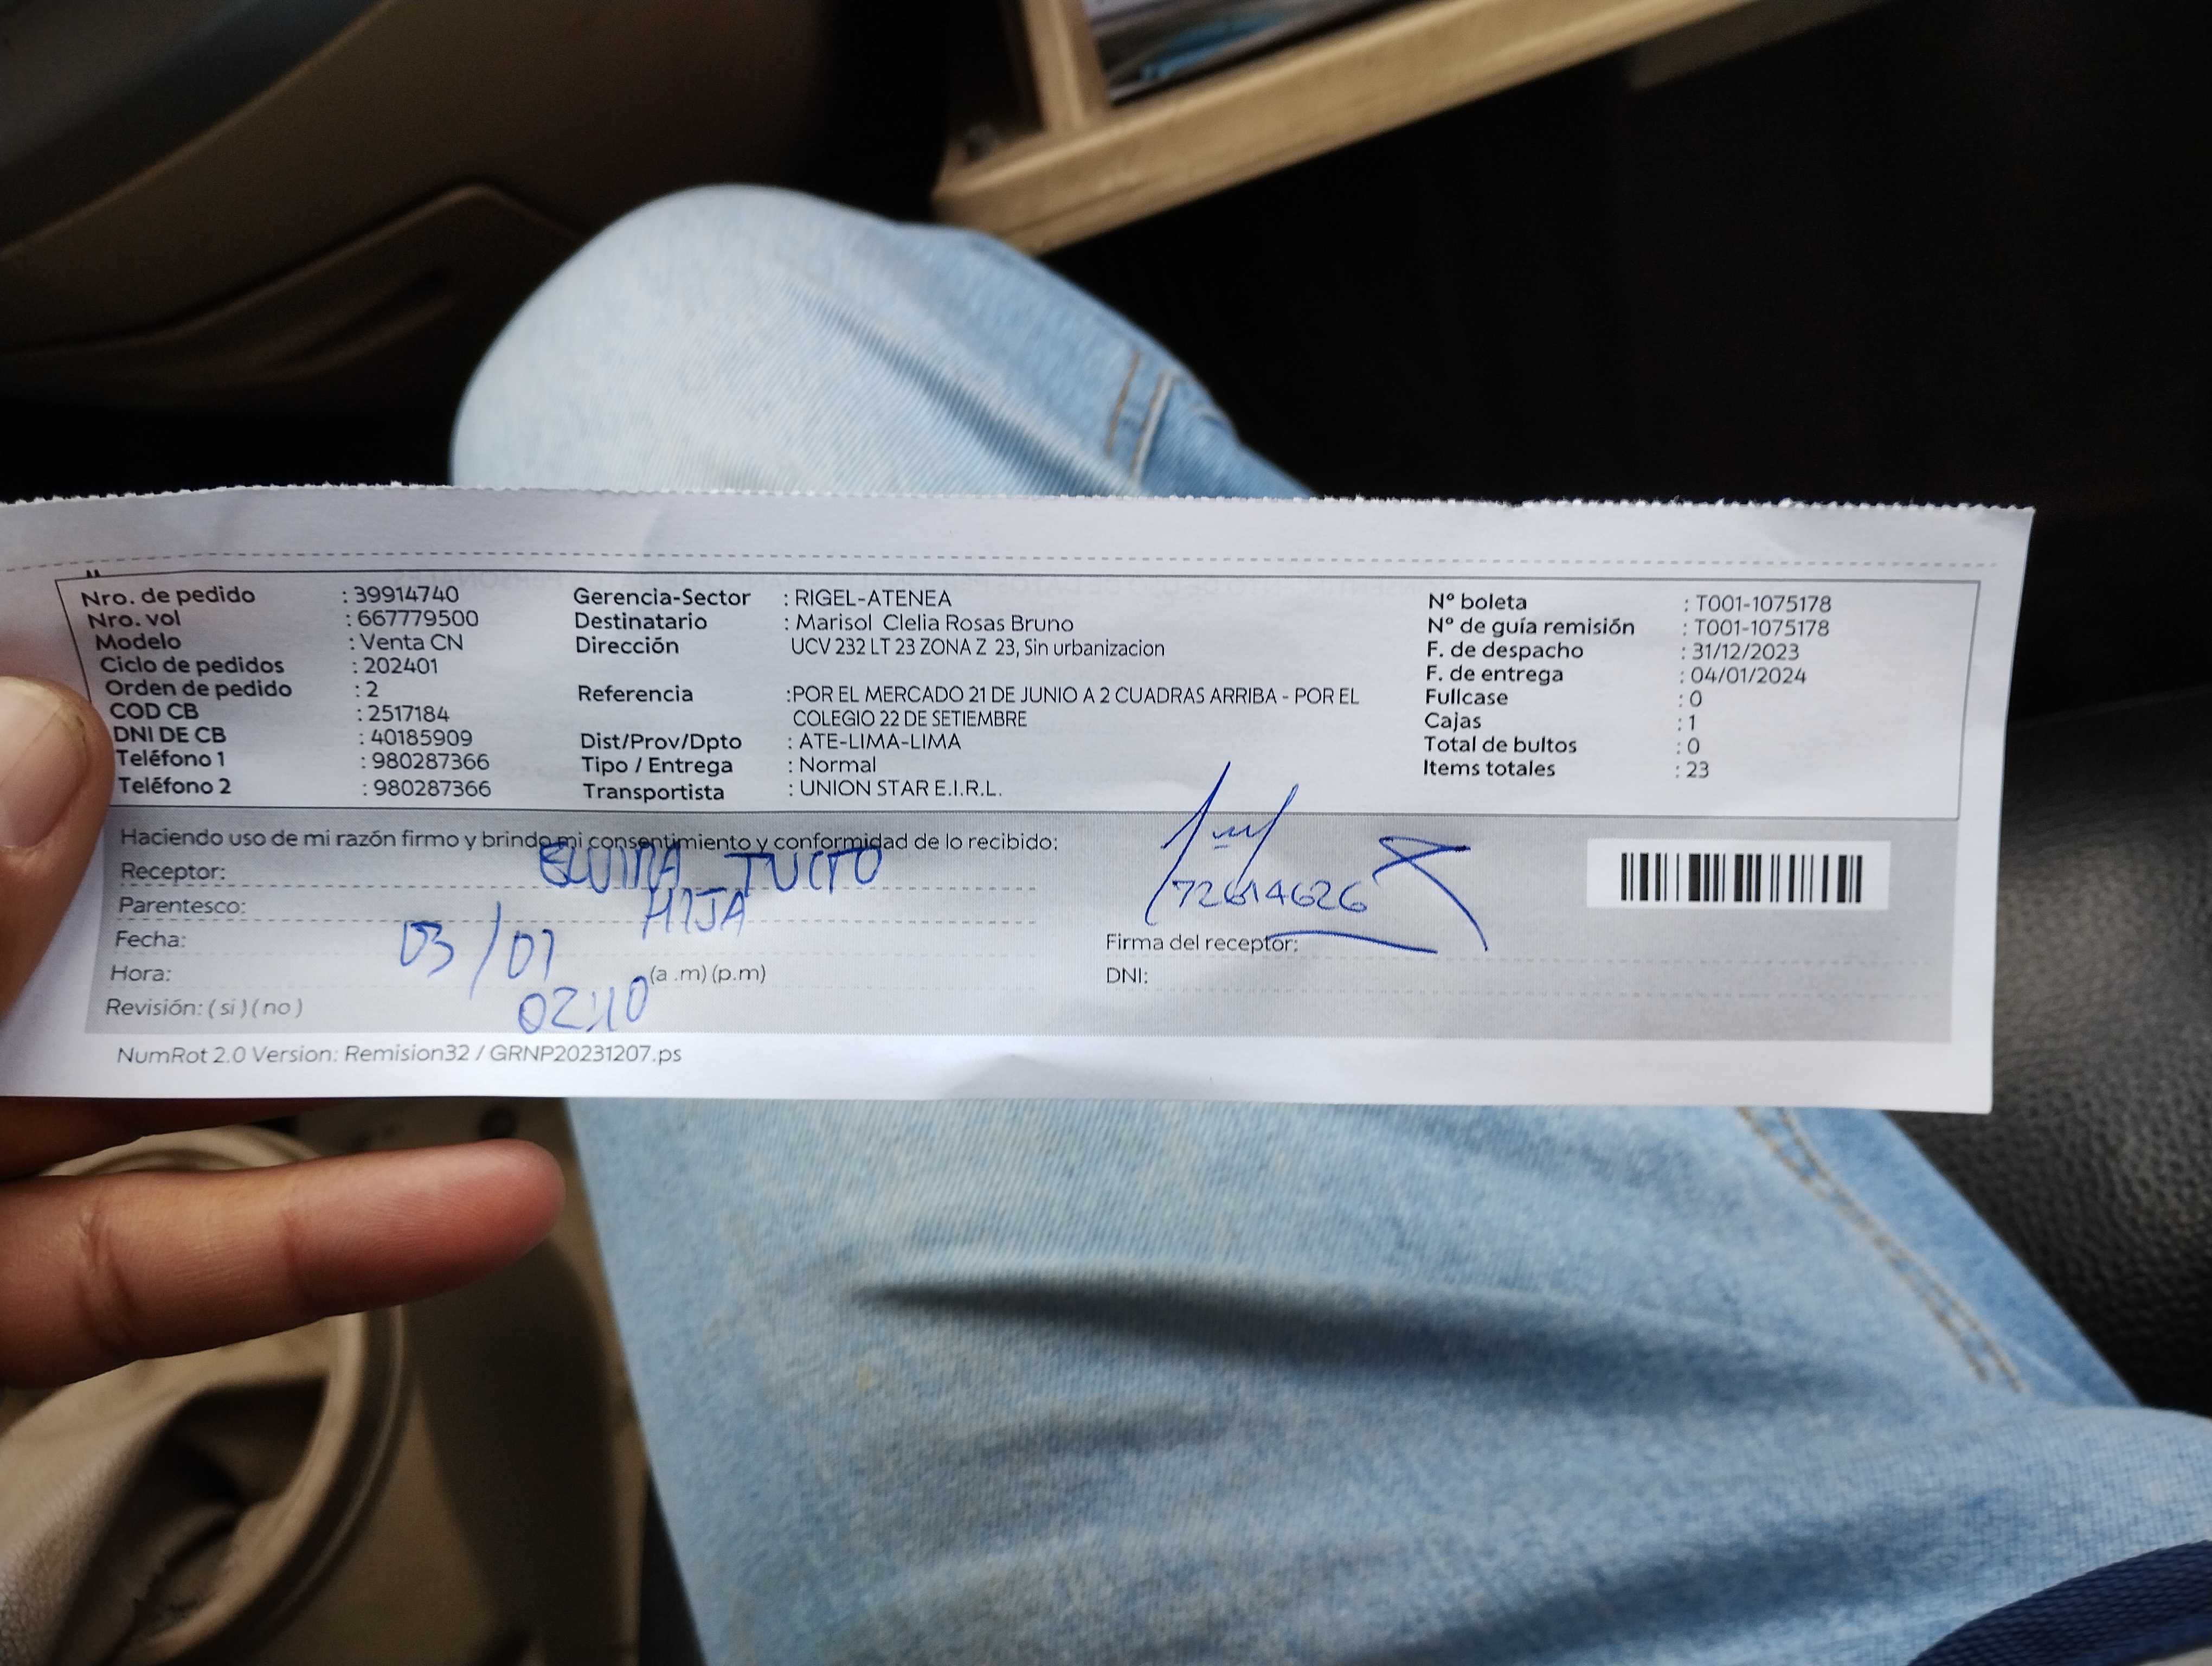 Nro. de pedido : 39914740
Nro. vol : 667779500
Modelo : Venta CN
Ciclo de pedidos : 202401
Orden de pedido : 2
COD CB : 2517184
DNI DE CB : 40185909
Teléfono 1 : 980287366
Teléfono 2 : 980287366
Gerencia-Sector : RIGEL-ATENEA
Destinatario : Marisol Clelia Rosas Bruno
Dirección UCV 232 LT 23 ZONA Z 23, Sin urbanizacion
Referencia :POR EL MERCADO 21 DE JUNIO A 2 CUADRAS ARRIBA - POR EL
COLEGIO 22 DE SETIEMBRE
Dist/Prov/Dpto : ATE-LIMA-LIMA
Tipo / Entrega : Normal
Transportista : UNION STAR E.I.R.L.
N° boleta : T001-1075178
N° de guía remisión : T001-1075178
F. de despacho : 31/12/2023
F. de entrega : 04/01/2024
Fullcase : 0
Cajas : 1
Total de bultos : 0
Items totales : 23
Haciendo uso de mi razón firmo y brindo mi consentimiento y conformidad de lo recibido:
Receptor: TUCTO
Parentesco: HIJA
Fecha: 03/01
Hora: 02:10 (a .m) (p.m)
Revisión: ( si ) ( no )
72614626
Firma del receptor:
DNI:
NumRot 2.0 Version: Remision32 / GRNP20231207.ps